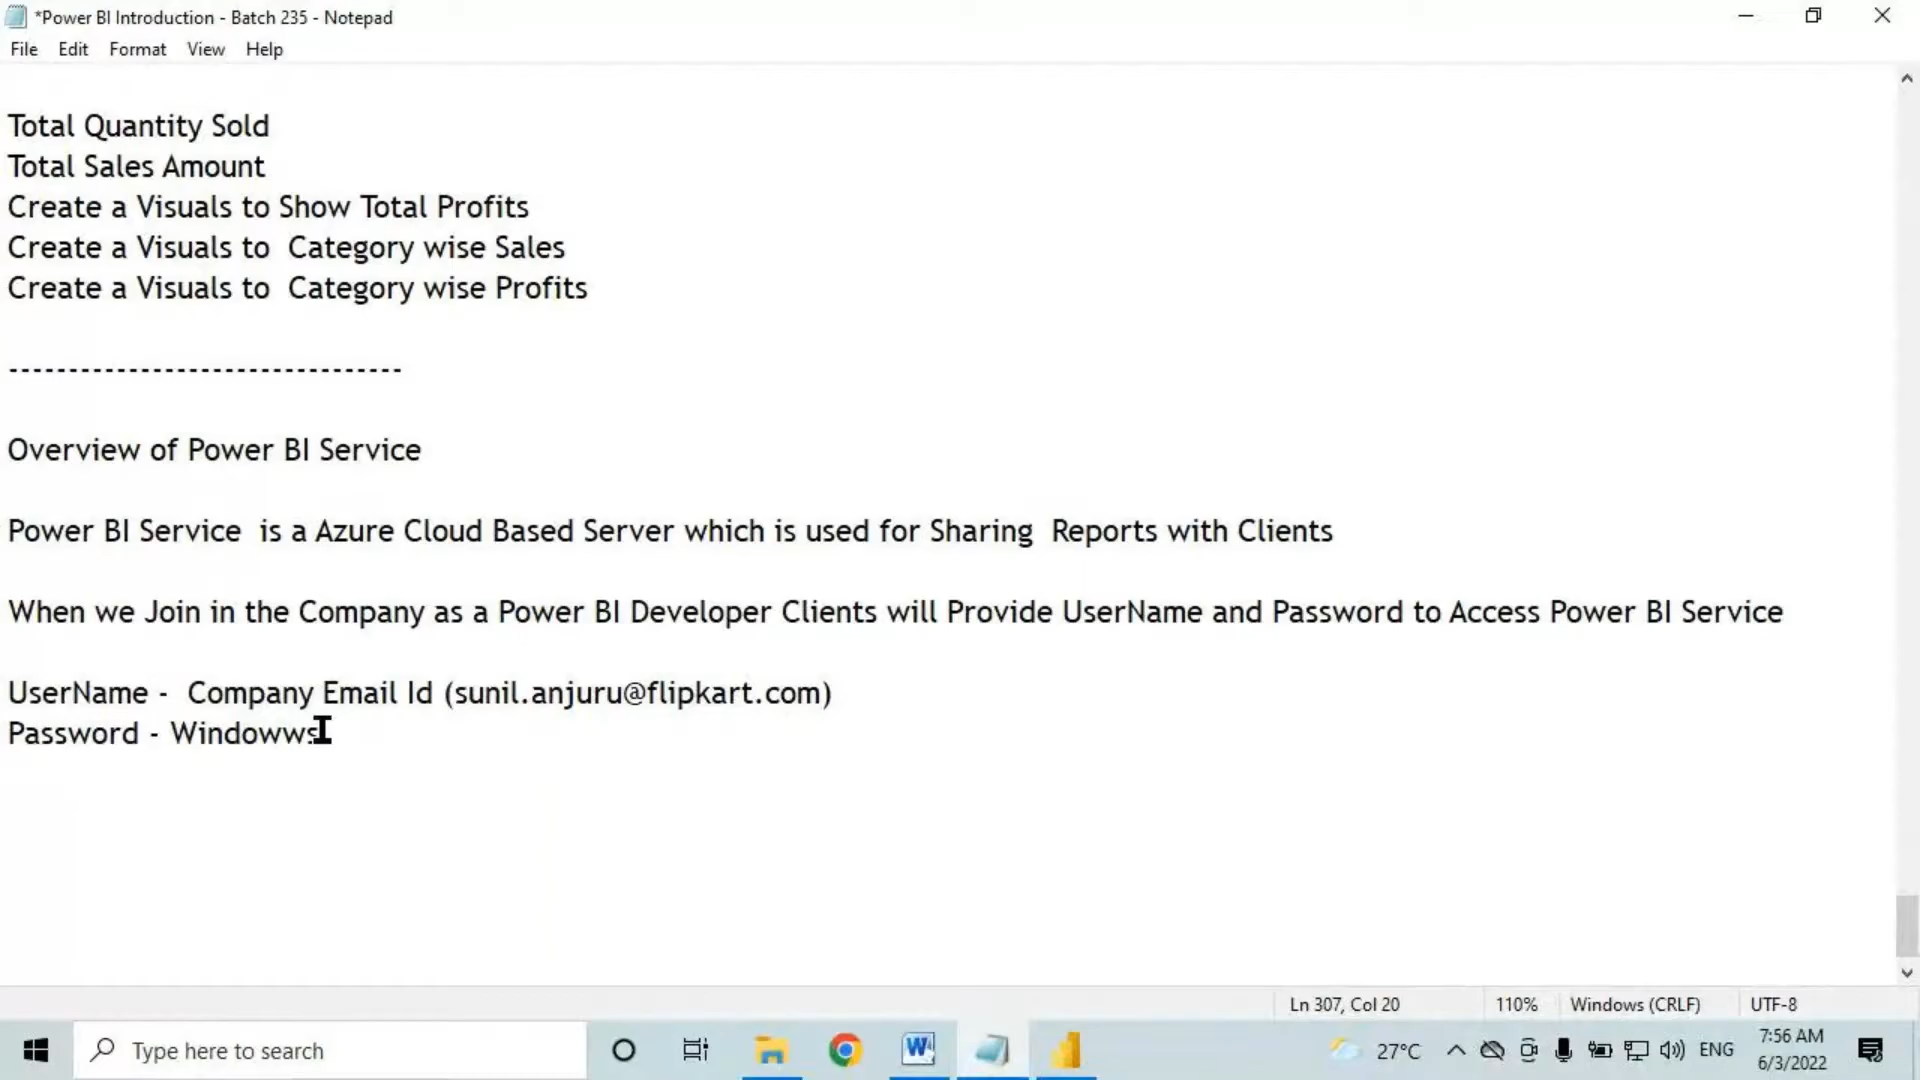 *Power BI Introduction - Batch 235 - Notepad
File Edit Format View Help
Total Quantity Sold
Total Sales Amount
Create a Visuals to Show Total Profits
Create a Visuals to  Category wise Sales
Create a Visuals to  Category wise Profits
---------------------------------
Overview of Power BI Service
Power BI Service  is a Azure Cloud Based Server which is used for Sharing  Reports with Clients
When we Join in the Company as a Power BI Developer Clients will Provide UserName and Password to Access Power BI Service
UserName -  Company Email Id (sunil.anjuru@flipkart.com)
Password - Windowws
Ln 307, Col 20 110% Windows (CRLF) UTF-8
Type here to search 27°C ENG 7:56 AM
6/3/2022